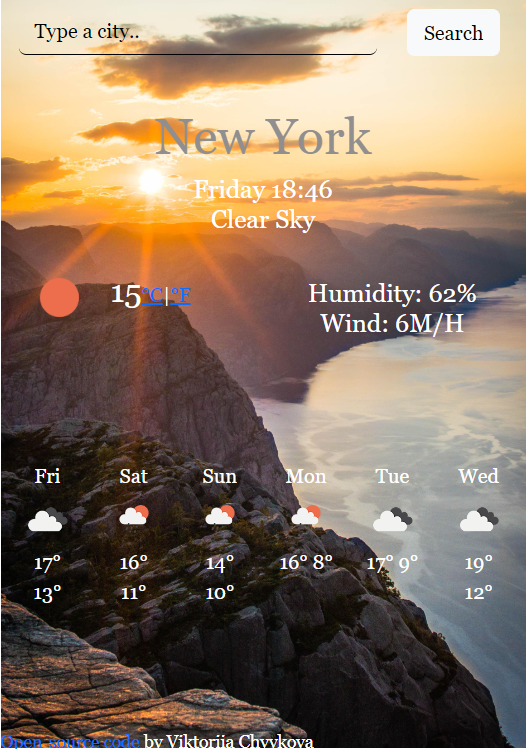 Type a city..
Search
New York
Friday 18:46
Clear Sky
15°C|°F
Humidity: 62%
Wind: 6M/H
Fri Sat Sun Mon Tue Wed
17° 16° 14° 16° 8° 17° 9° 19°
13° 11° 10° 12°
Open source code by Viktoriia Chyvkova